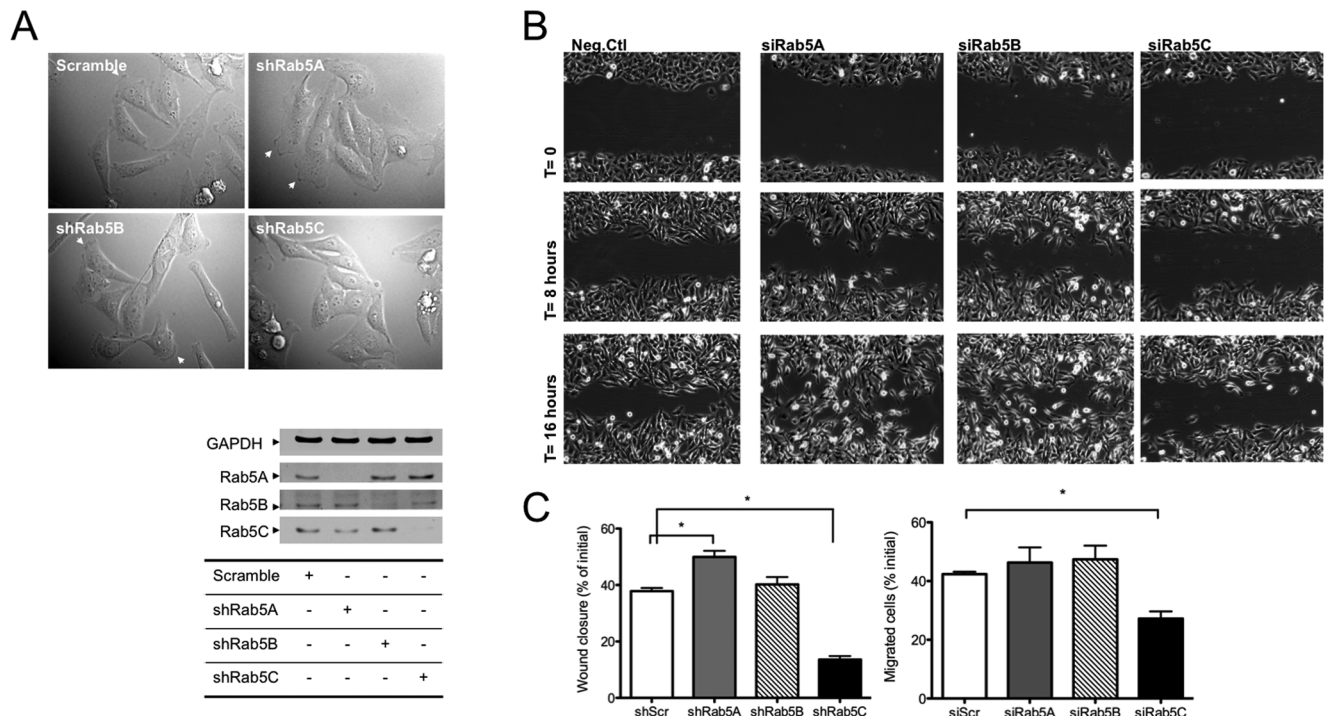 A
Scramble
shRab5A
shRab5B
shRab5C
GAPDH
Rab5A
Rab5B
Rab5C
Scramble + - - -
shRab5A - + - -
shRab5B - - + -
shRab5C - - - +
B
Neg.Ctl siRab5A siRab5B siRab5C
T= 0
T= 8 hours
T= 16 hours
C
Wound closure (% of initial)
60
40
20
0
*
*
shScr shRab5A shRab5B shRab5C
Migrated cells (% initial)
60
40
20
0
*
siScr siRab5A siRab5B siRab5C